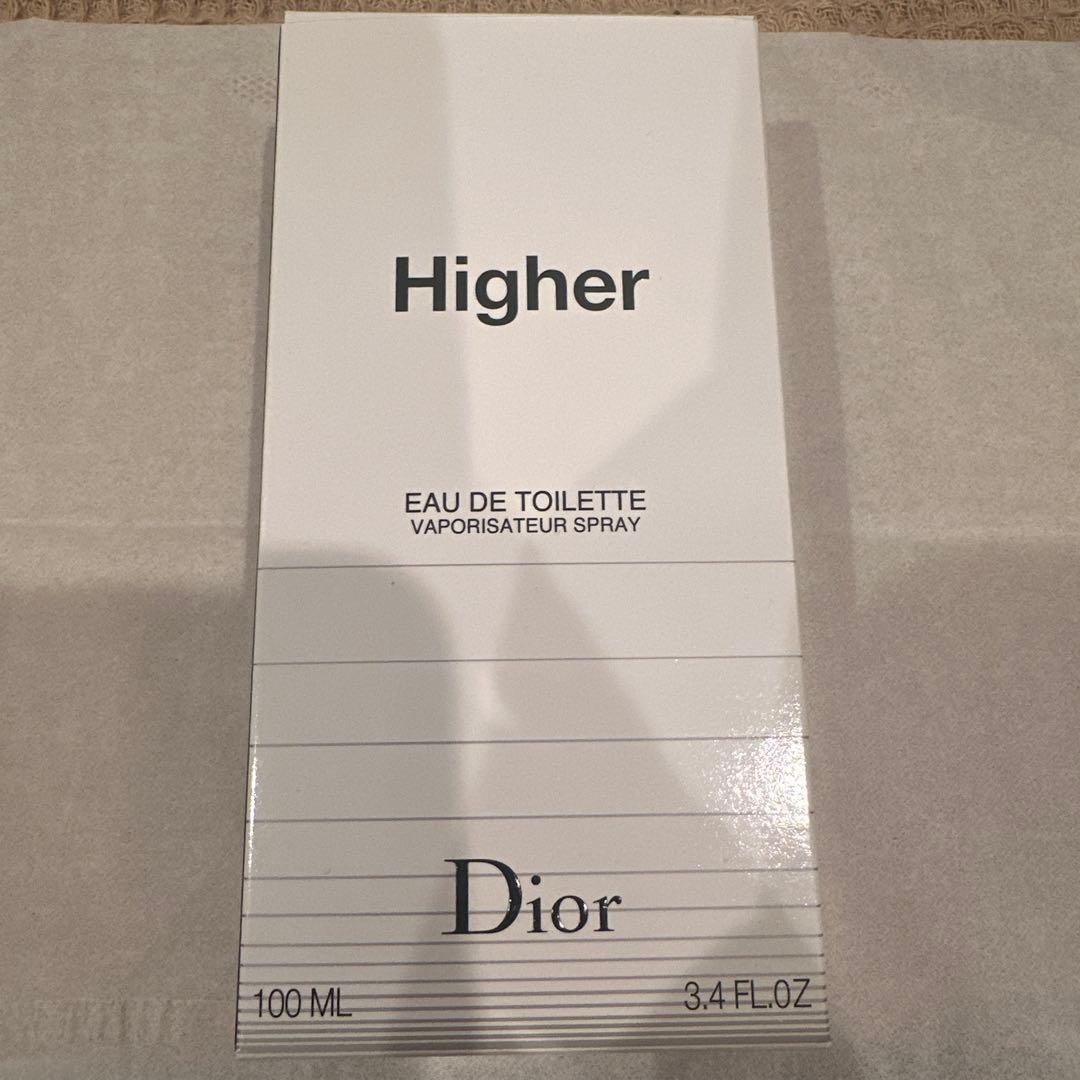 Higher
EAU DE TOILETTE
VAPORISATEUR SPRAY
Dior
100 ML 3.4 FL.OZ